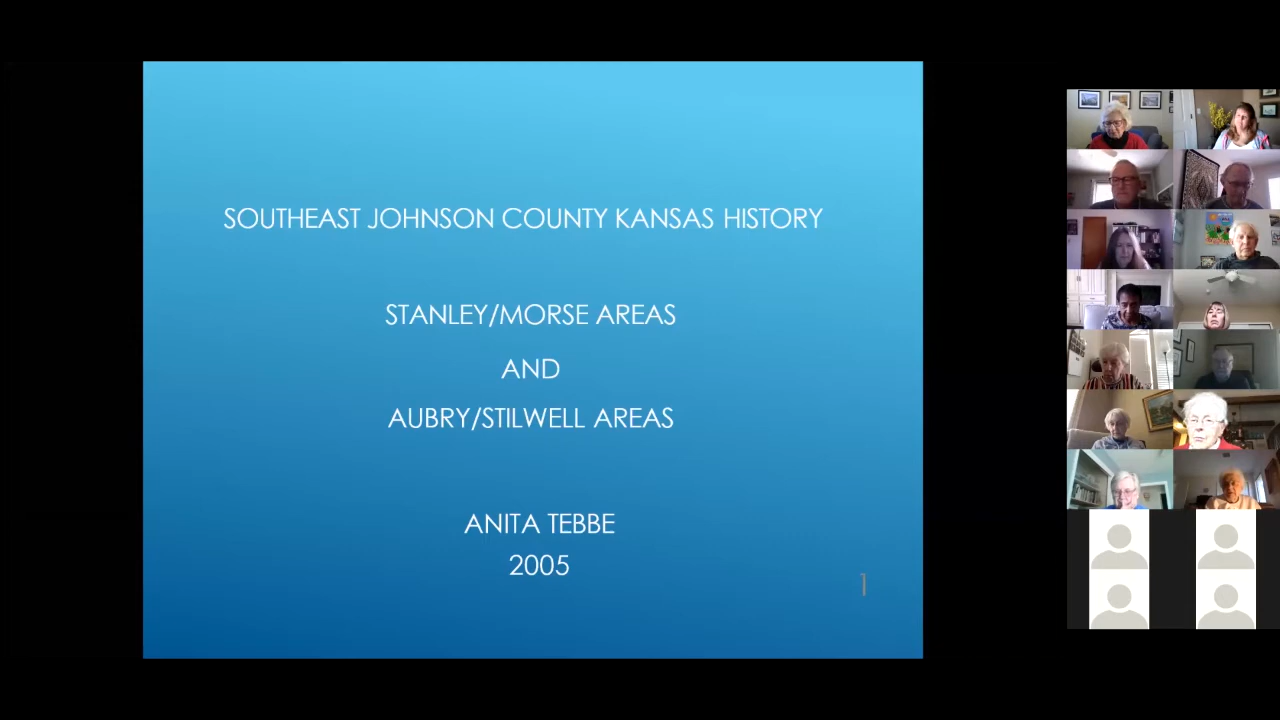 SOUTHEAST JOHNSON COUNTY KANSAS HISTORY
STANLEY/MORSE AREAS
AND
AUBRY/STILWELL AREAS
ANITA TEBBE
2005
1